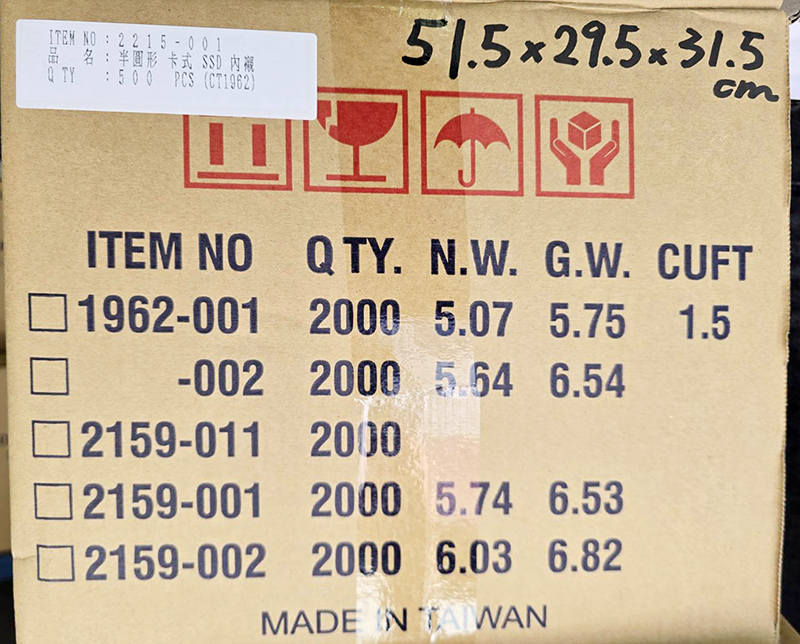 ITEM NO : 2215-001
品 名 : 半圓形 卡式 SSD 內襯
Q TY : 500 PCS (CT1962)
51.5 x 29.5 x 31.5
cm
ITEM NO Q TY. N.W. G.W. CUFT
1962-001 2000 5.07 5.75 1.5
-002 2000 5.64 6.54
2159-011 2000
2159-001 2000 5.74 6.53
2159-002 2000 6.03 6.82
MADE IN TAIWAN